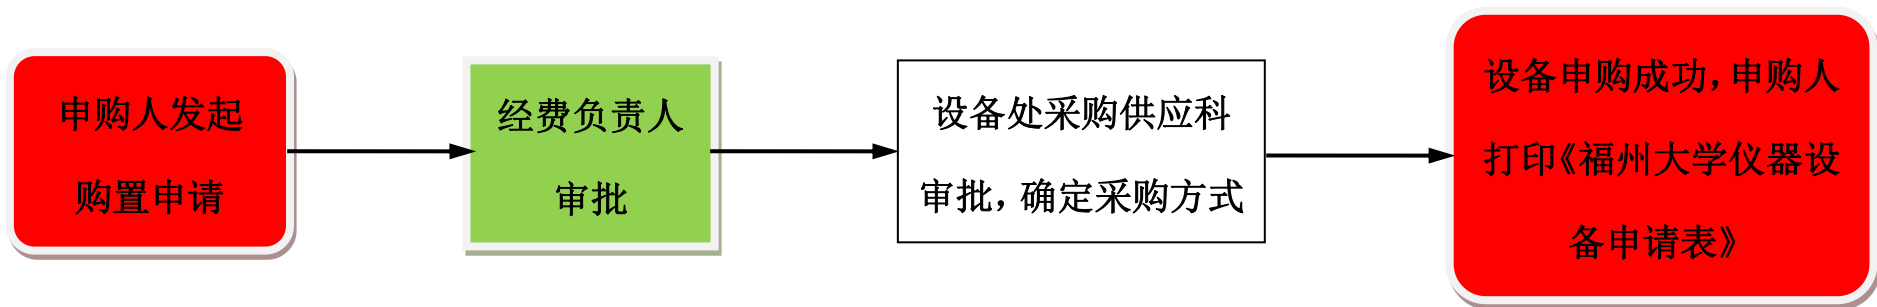 申购人发起
购置申请
经费负责人
审批
设备处采购供应科
审批，确定采购方式
设备申购成功，申购人
打印《福州大学仪器设
备申请表》